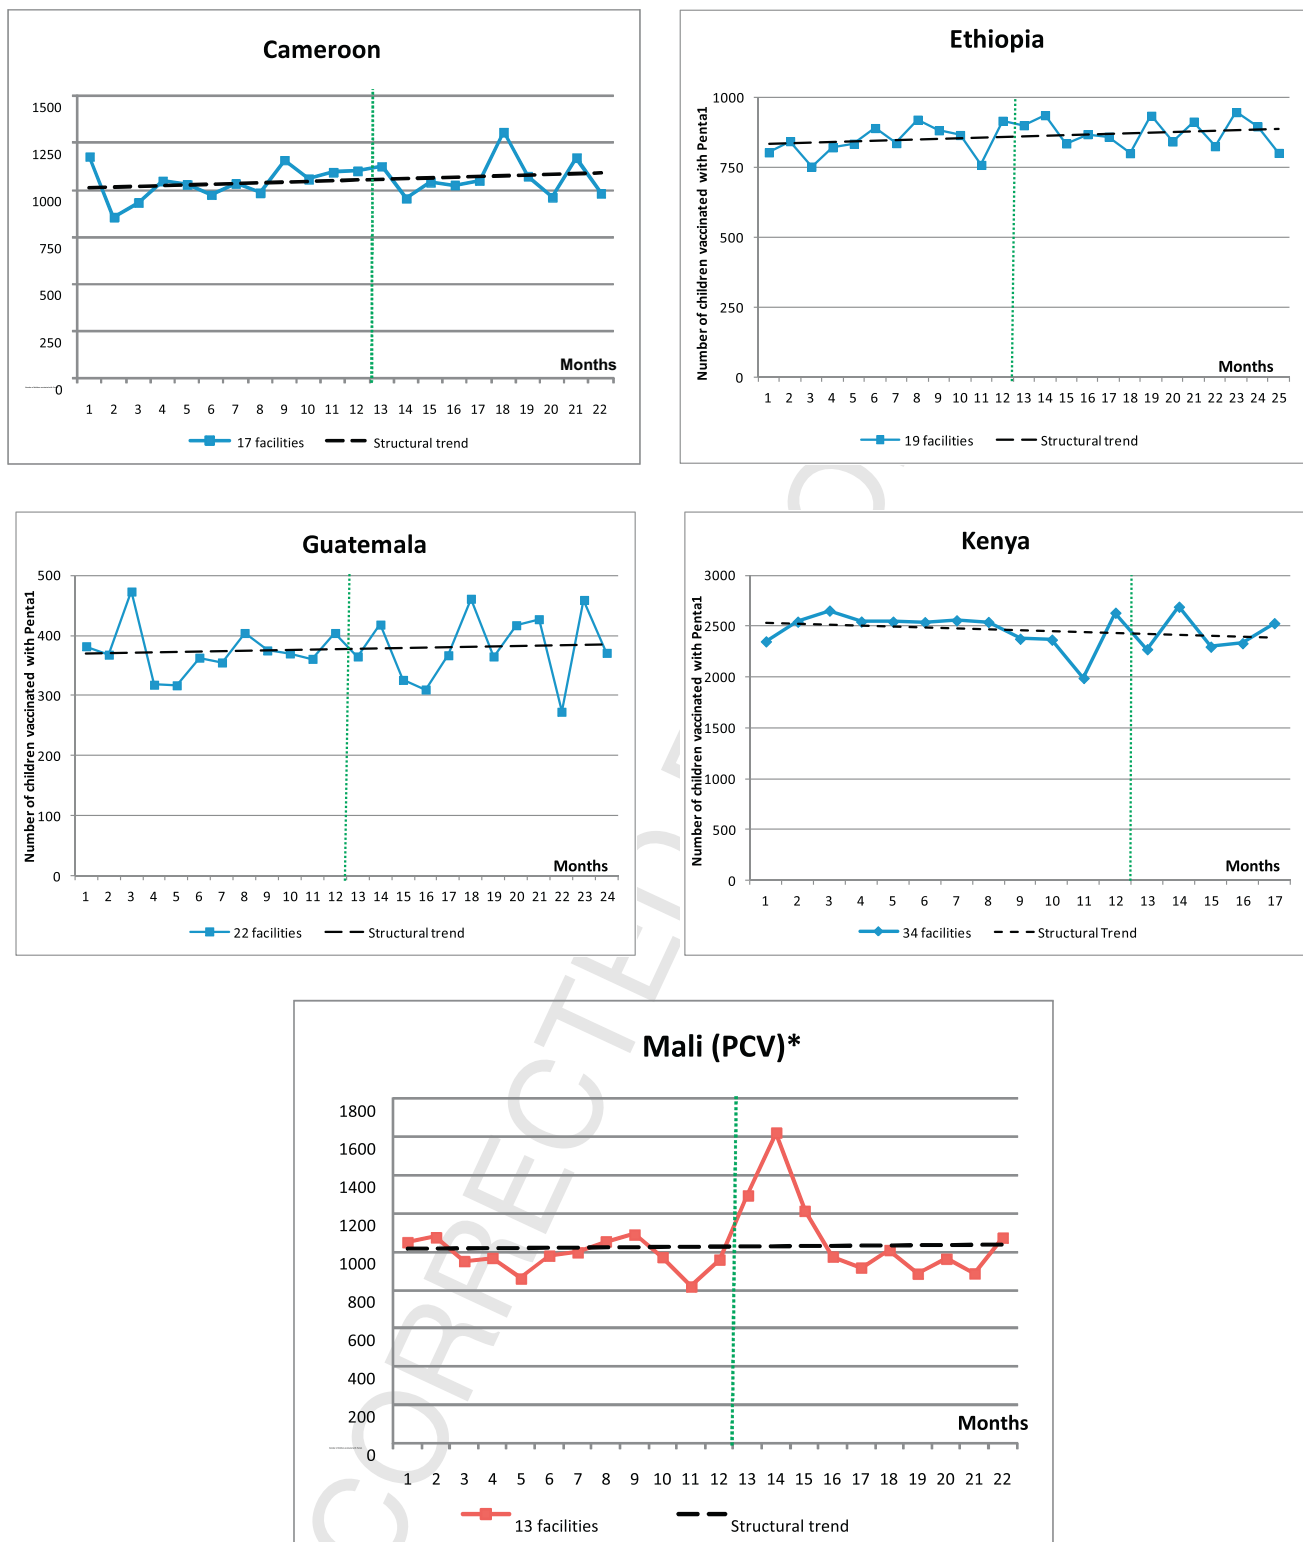 Cameroon
1500
1250
1000
750
500
250
0
Months
1 2 3 4 5 6 7 8 9 10 11 12 13 14 15 16 17 18 19 20 21 22
17 facilities Structural trend
Ethiopia
Number of children vaccinated with Penta1
1000
750
500
250
0
Months
1 2 3 4 5 6 7 8 9 10 11 12 13 14 15 16 17 18 19 20 21 22 23 24 25
19 facilities Structural trend
Guatemala
Number of children vaccinated with Penta1
500
400
300
200
100
0
Months
1 2 3 4 5 6 7 8 9 10 11 12 13 14 15 16 17 18 19 20 21 22 23 24
22 facilities Structural trend
Kenya
Number of children vaccinated with Penta1
3000
2500
2000
1500
1000
500
0
Months
1 2 3 4 5 6 7 8 9 10 11 12 13 14 15 16 17
34 facilities Structural Trend
Mali (PCV)*
1800
1600
1400
1200
1000
800
600
400
200
0
Months
1 2 3 4 5 6 7 8 9 10 11 12 13 14 15 16 17 18 19 20 21 22
13 facilities Structural trend
CORRECTED